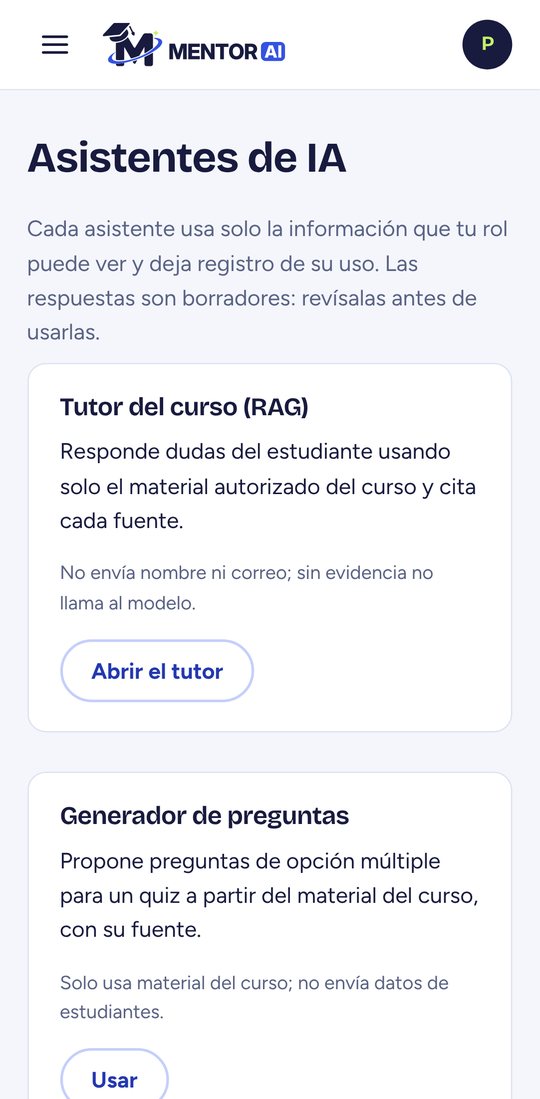 MENTOR AI
P
Asistentes de IA
Cada asistente usa solo la información que tu rol
puede ver y deja registro de su uso. Las
respuestas son borradores: revísalas antes de
usarlas.
Tutor del curso (RAG)
Responde dudas del estudiante usando
solo el material autorizado del curso y cita
cada fuente.
No envía nombre ni correo; sin evidencia no
llama al modelo.
Abrir el tutor
Generador de preguntas
Propone preguntas de opción múltiple
para un quiz a partir del material del curso,
con su fuente.
Solo usa material del curso; no envía datos de
estudiantes.
Usar